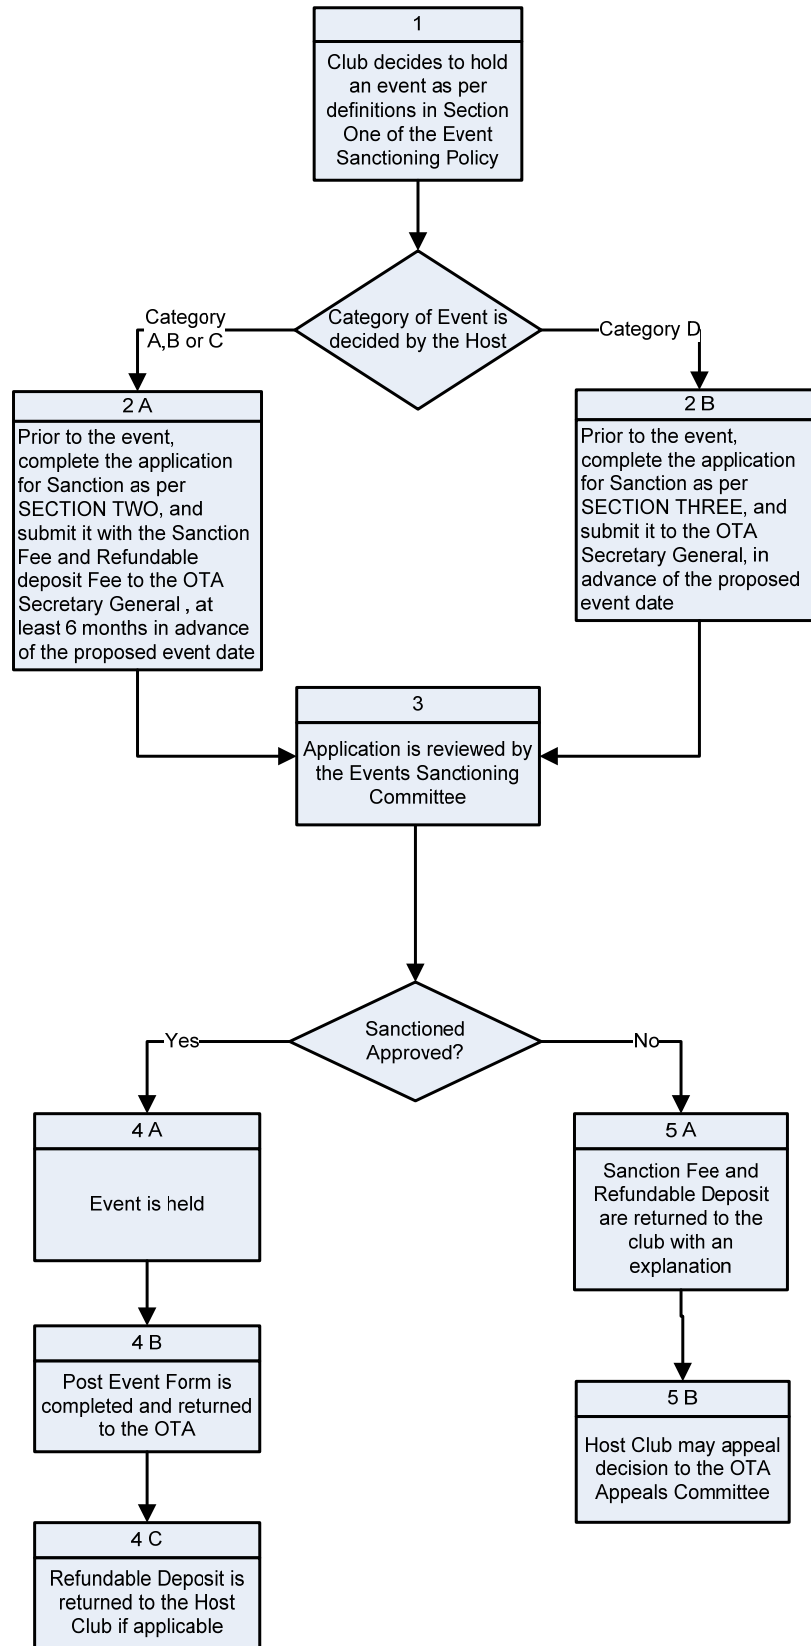 1
Club decides to hold
an event as per
definitions in Section
One of the Event
Sanctioning Policy
Category of Event is
decided by the Host
Category
A,B or C
Category D
2 A
Prior to the event,
complete the application
for Sanction as per
SECTION TWO, and
submit it with the Sanction
Fee and Refundable
deposit Fee to the OTA
Secretary General , at
least 6 months in advance
of the proposed event date
2 B
Prior to the event,
complete the application
for Sanction as per
SECTION THREE, and
submit it to the OTA
Secretary General, in
advance of the proposed
event date
3
Application is reviewed by
the Events Sanctioning
Committee
Sanctioned
Approved?
Yes
No
4 A
Event is held
5 A
Sanction Fee and
Refundable Deposit
are returned to the
club with an
explanation
4 B
Post Event Form is
completed and returned
to the OTA
5 B
Host Club may appeal
decision to the OTA
Appeals Committee
4 C
Refundable Deposit is
returned to the Host
Club if applicable